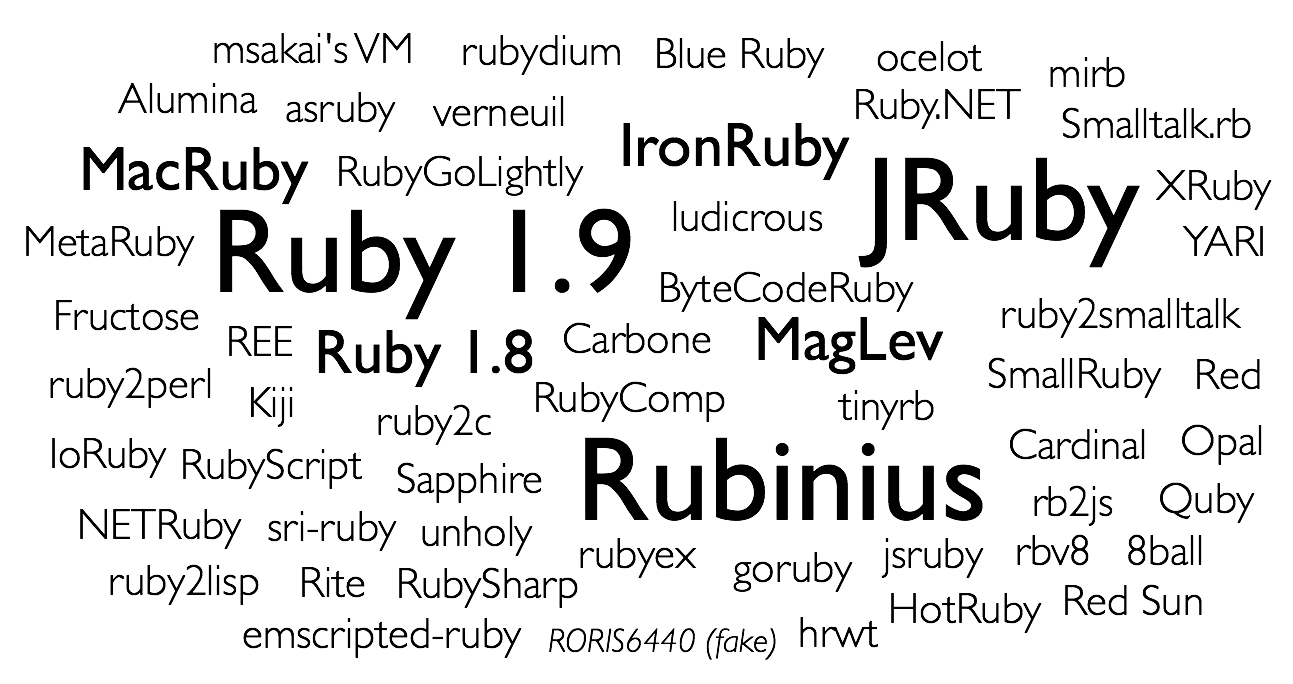 msakai's VM
rubydium
Blue Ruby
ocelot
mirb
Alumina
asruby
verneuil
Ruby.NET
Smalltalk.rb
MacRuby
RubyGoLightly
IronRuby
JRuby
XRuby
MetaRuby
Ruby 1.9
ludicrous
YARI
ByteCodeRuby
Fructose
REE
Ruby 1.8
Carbone
MagLev
ruby2smalltalk
ruby2perl
Kiji
ruby2c
RubyComp
tinyrb
SmallRuby
Red
IoRuby
RubyScript
Sapphire
Rubinius
Cardinal
Opal
NETRuby
sri-ruby
unholy
rb2js
Quby
rubyex
goruby
jsruby
rbv8
8ball
ruby2lisp
Rite
RubySharp
HotRuby
Red Sun
emscripted-ruby
RORIS6440 (fake)
hrwt